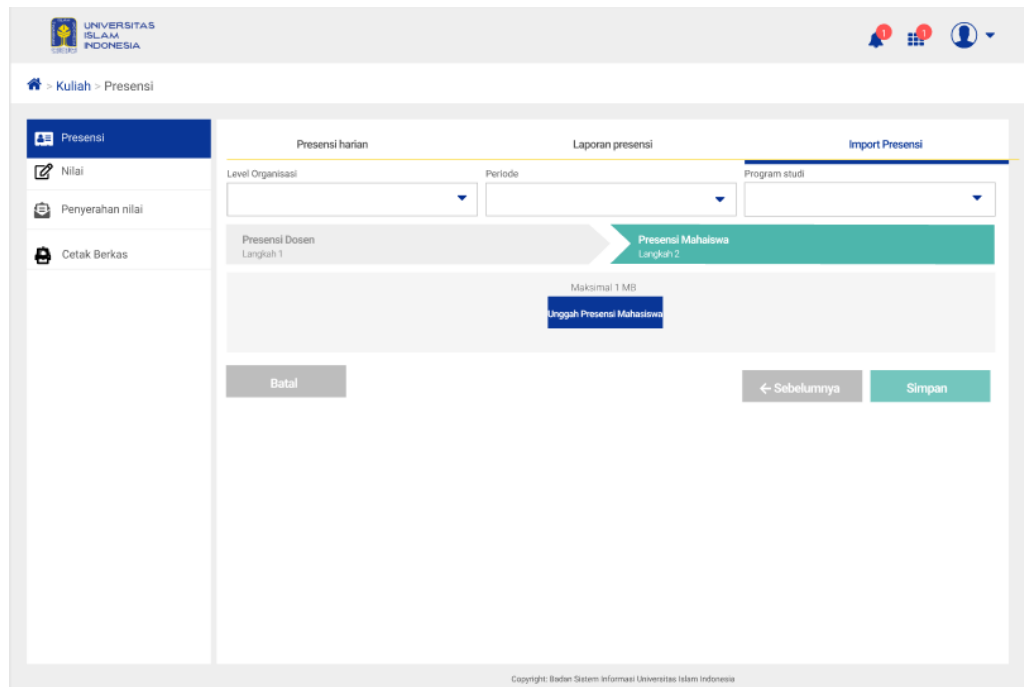 UNIVERSITAS
ISLAM
INDONESIA
1
1
> Kuliah > Presensi
Presensi
Nilai
Penyerahan nilai
Cetak Berkas
Presensi harian
Laporan presensi
Import Presensi
Level Organisasi
Periode
Program studi
Presensi Dosen
Langkah 1
Presensi Mahaiswa
Langkah 2
Maksimal 1 MB
Unggah Presensi Mahasiswa
Batal
← Sebelumnya
Simpan
Copyright: Badan Sistem Informasi Universitas Islam Indonesia